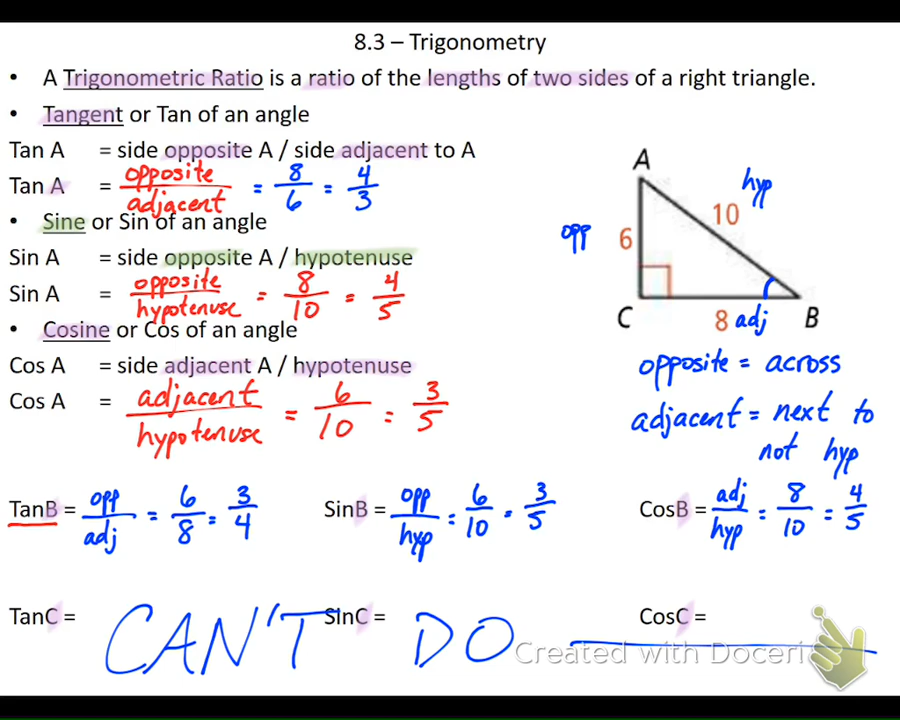 8.3 – Trigonometry
• A Trigonometric Ratio is a ratio of the lengths of two sides of a right triangle.
• Tangent or Tan of an angle
Tan A = side opposite A / side adjacent to A
Tan A = opposite/adjacent = 8/6 = 4/3
• Sine or Sin of an angle
Sin A = side opposite A / hypotenuse
Sin A = opposite/hypotenuse = 8/10 = 4/5
• Cosine or Cos of an angle
Cos A = side adjacent A / hypotenuse
Cos A = adjacent/hypotenuse = 6/10 = 3/5
A
hyp
10
opp 6
C 8 adj B
opposite = across
adjacent = next to
not hyp
TanB = opp/adj = 6/8 = 3/4 SinB = opp/hyp = 6/10 = 3/5 CosB = adj/hyp = 8/10 = 4/5
TanC = SinC = CosC =
CAN'T DO
Created with Doceri